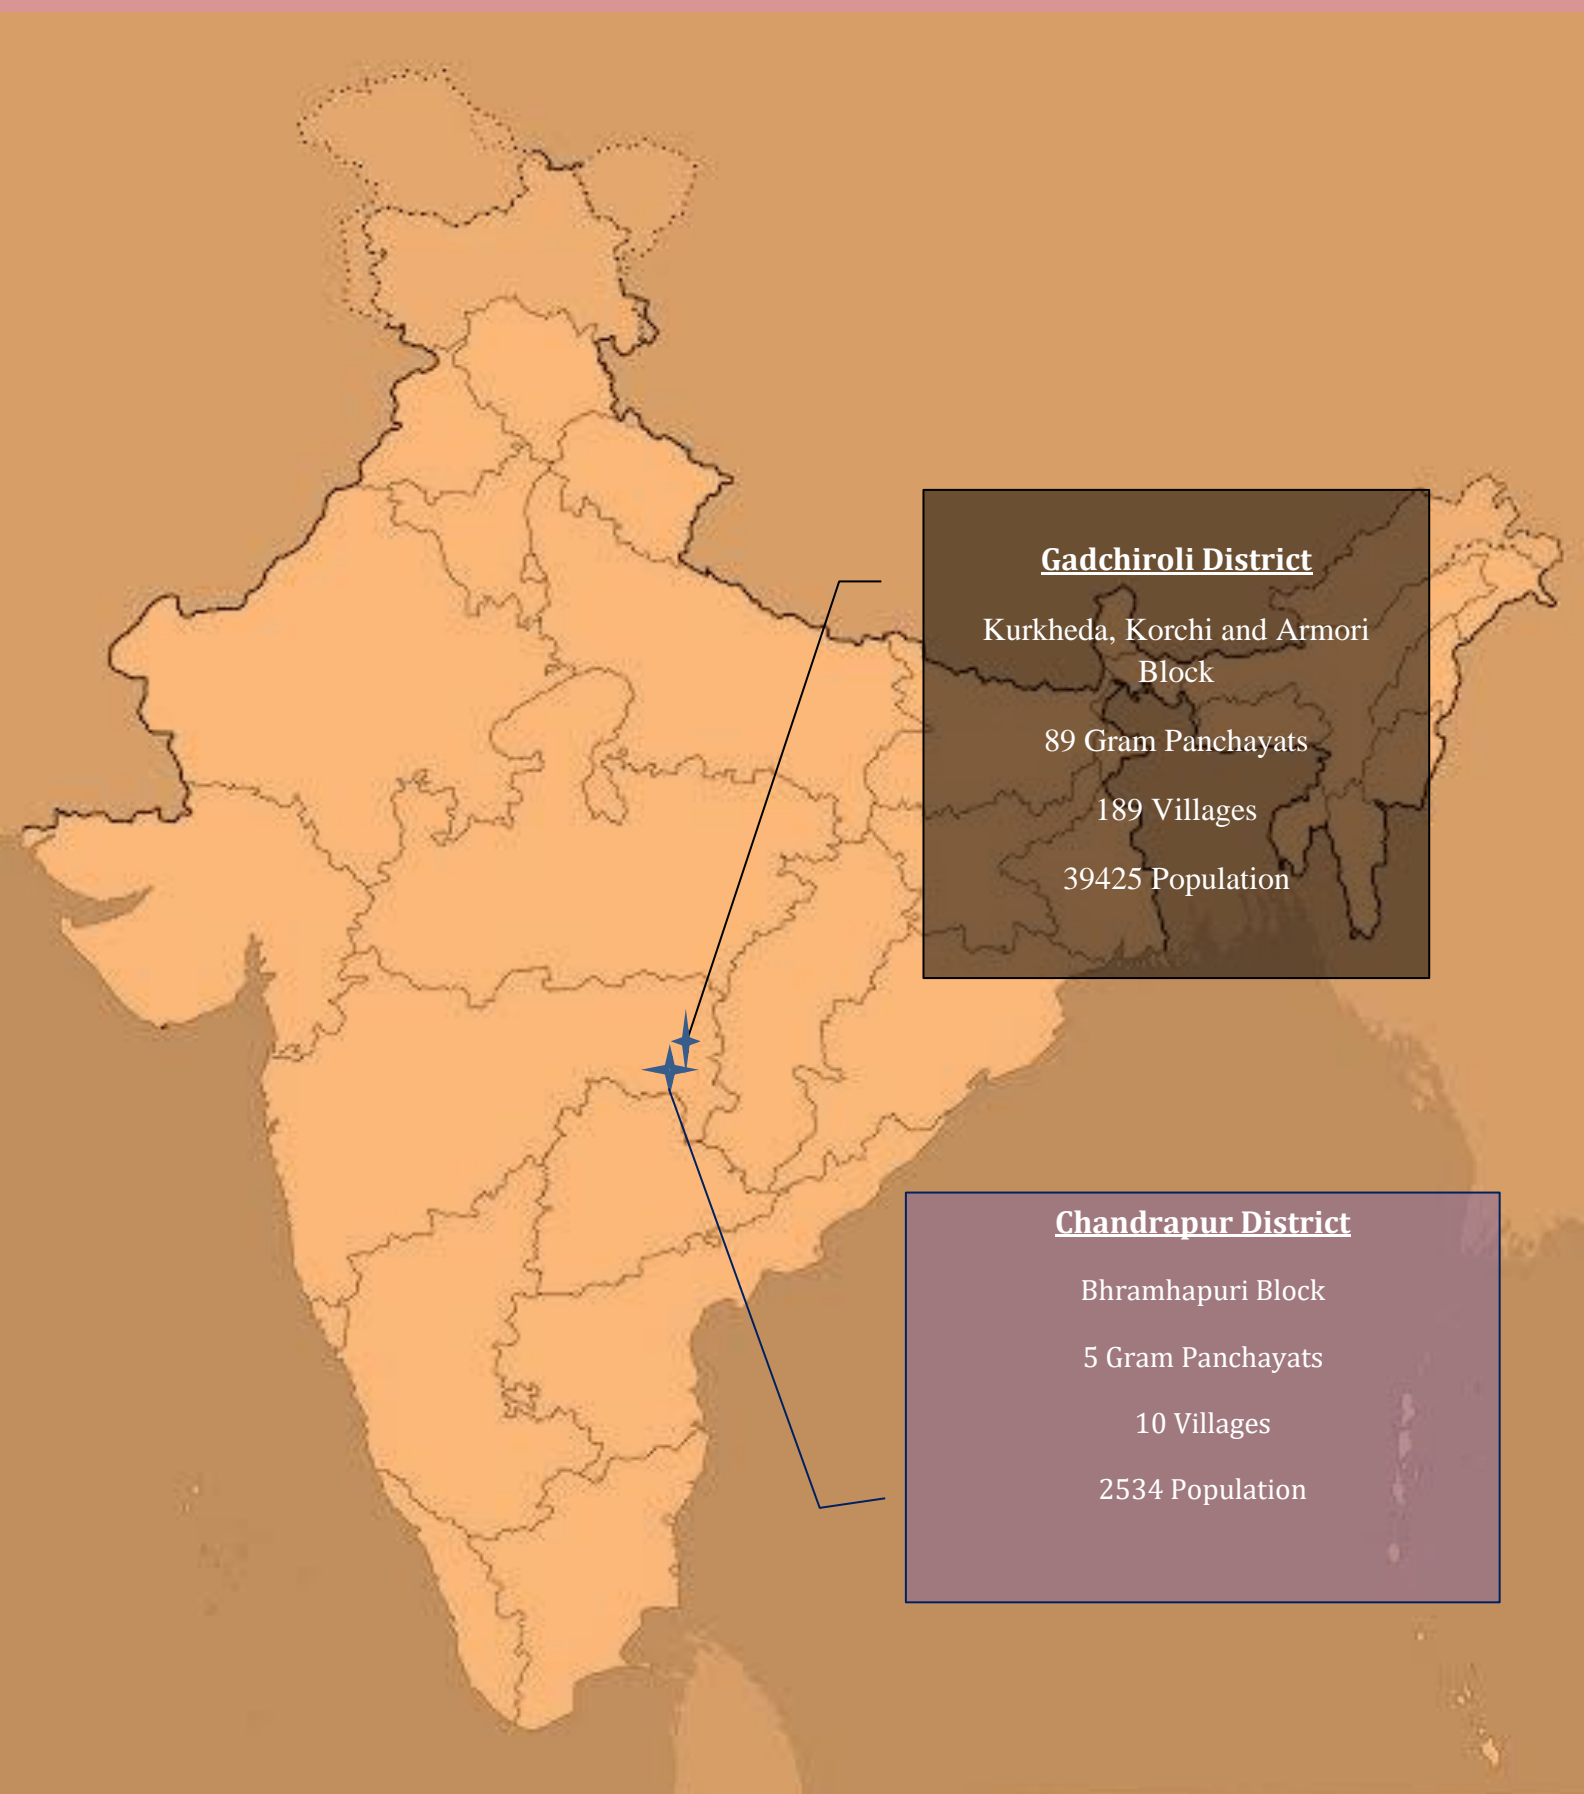 Gadchiroli District
Kurkheda, Korchi and Armori
Block
89 Gram Panchayats
189 Villages
39425 Population
Chandrapur District
Bhramhapuri Block
5 Gram Panchayats
10 Villages
2534 Population